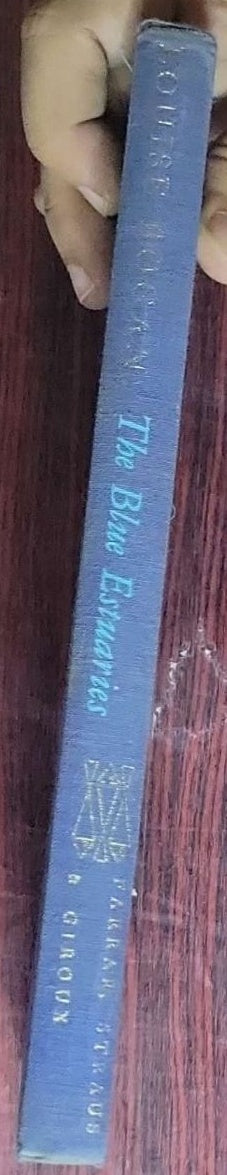 LOUISE BOGAN
The Blue Estuaries
FARRAR, STRAUS
& GIROUX